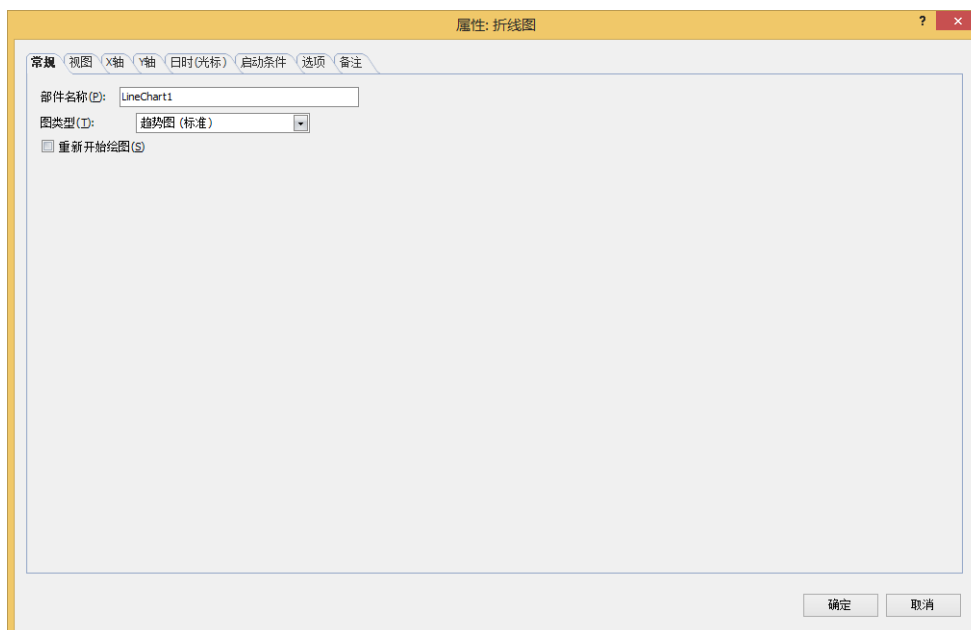 属性: 折线图
?
常规 视图 X轴 Y轴 日时(光标) 启动条件 选项 备注
部件名称(P): LineChart1
图类型(T): 趋势图 (标准)
重新开始绘图(S)
确定 取消